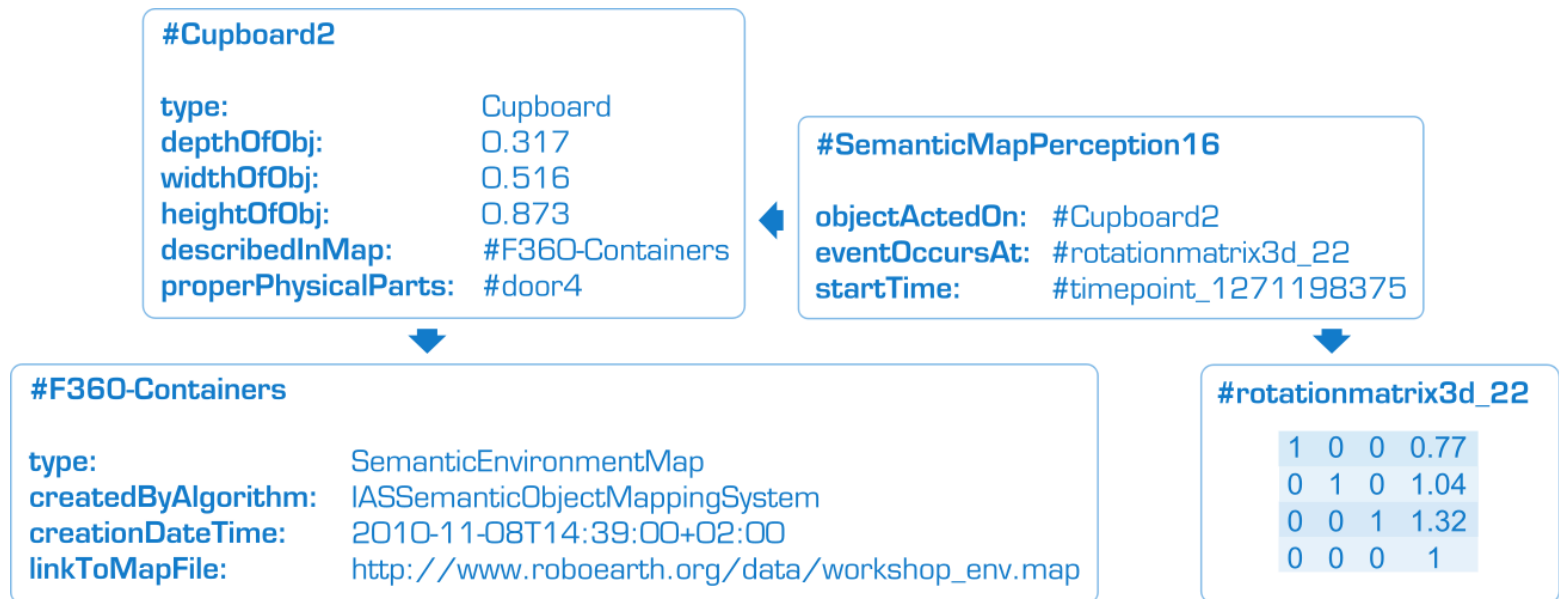 #Cupboard2
type: Cupboard
depthOfObj: 0.317
widthOfObj: 0.516
heightOfObj: 0.873
describedInMap: #F360-Containers
properPhysicalParts: #door4
#SemanticMapPerception16
objectActedOn: #Cupboard2
eventOccursAt: #rotationmatrix3d_22
startTime: #timepoint_1271198375
#F360-Containers
type: SemanticEnvironmentMap
createdByAlgorithm: IASSemanticObjectMappingSystem
creationDateTime: 2010-11-08T14:39:00+02:00
linkToMapFile: http://www.roboearth.org/data/workshop_env.map
#rotationmatrix3d_22
1 0 0 0.77
0 1 0 1.04
0 0 1 1.32
0 0 0 1